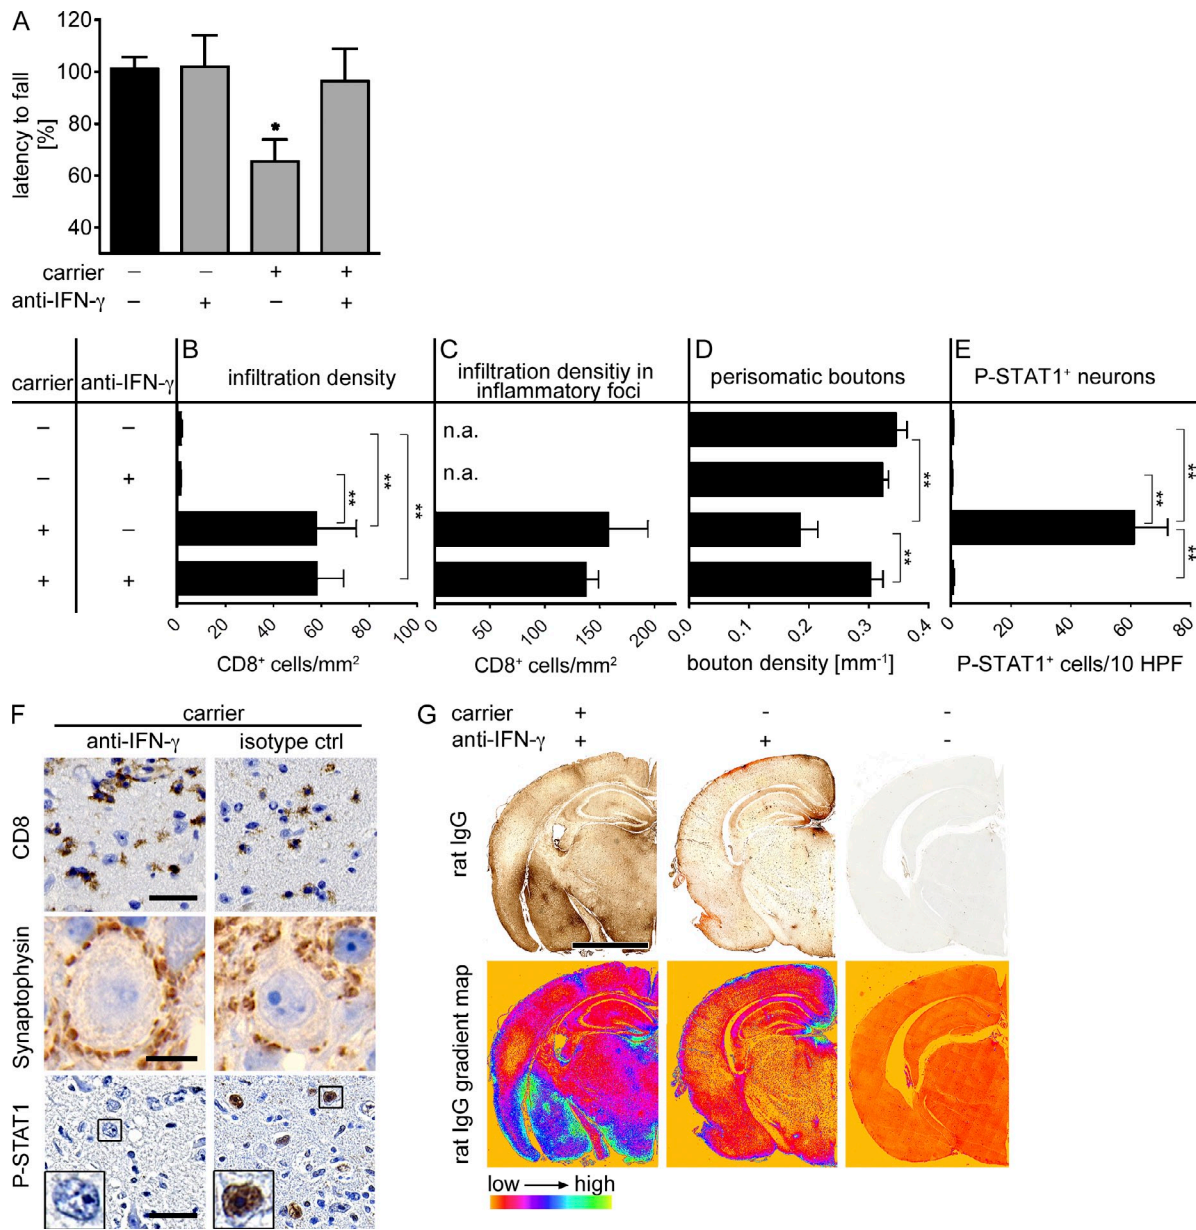 A
120
100
80
60
40
latency to fall
[%]
*
carrier − − + +
anti-IFN-γ − + − +
carrier anti-IFN-γ
B infiltration density
C infiltration densitiy in
inflammatory foci
D perisomatic boutons
E P-STAT1⁺ neurons
− −
− +
+ −
+ +
** ** **
n.a.
n.a.
** **
** ** **
0 20 40 60 80 100
CD8⁺ cells/mm²
0 50 100 150 200
CD8⁺ cells/mm²
0.0 0.1 0.2 0.3 0.4
bouton density [mm⁻¹]
0 20 40 60 80
P-STAT1⁺ cells/10 HPF
F carrier
anti-IFN-γ isotype ctrl
CD8
Synaptophysin
P-STAT1
G carrier + - -
anti-IFN-γ + + -
rat IgG
rat IgG gradient map
low → high